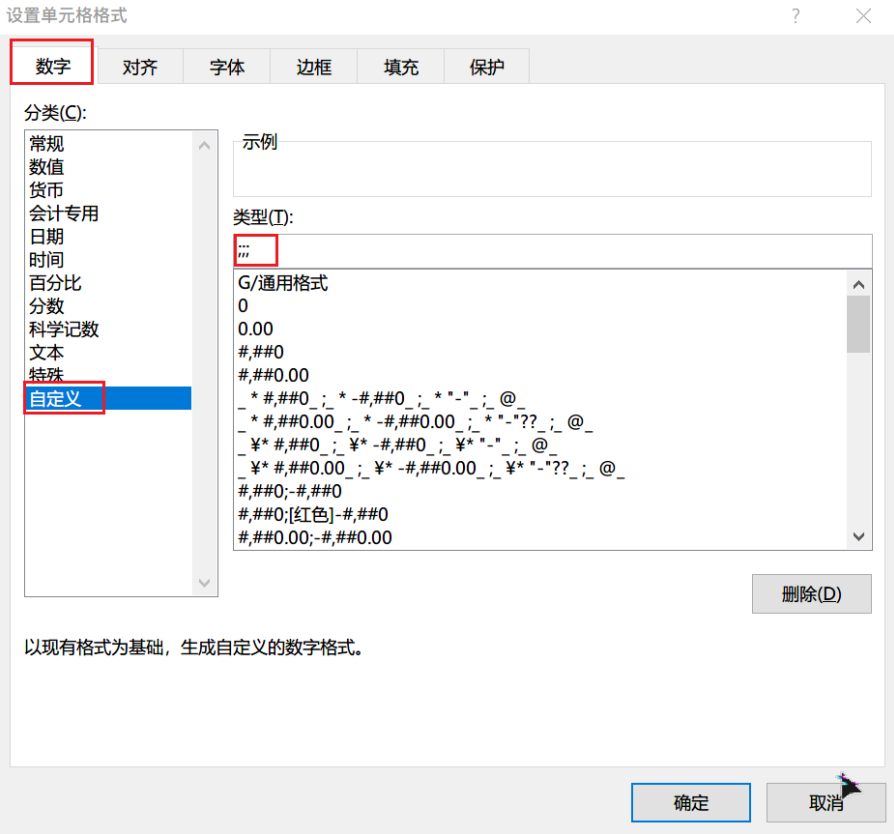 设置单元格格式
?
数字 对齐 字体 边框 填充 保护
分类(C):
常规
数值
货币
会计专用
日期
时间
百分比
分数
科学记数
文本
特殊
自定义
示例
类型(T):
;;;
G/通用格式
0
0.00
#,##0
#,##0.00
_ * #,##0_ ;_ * -#,##0_ ;_ * "-"_ ;_ @_
_ * #,##0.00_ ;_ * -#,##0.00_ ;_ * "-"??_ ;_ @_
_ ¥* #,##0_ ;_ ¥* -#,##0_ ;_ ¥* "-"_ ;_ @_
_ ¥* #,##0.00_ ;_ ¥* -#,##0.00_ ;_ ¥* "-"??_ ;_ @_
#,##0;-#,##0
#,##0;[红色]-#,##0
#,##0.00;-#,##0.00
删除(D)
以现有格式为基础，生成自定义的数字格式。
确定 取消